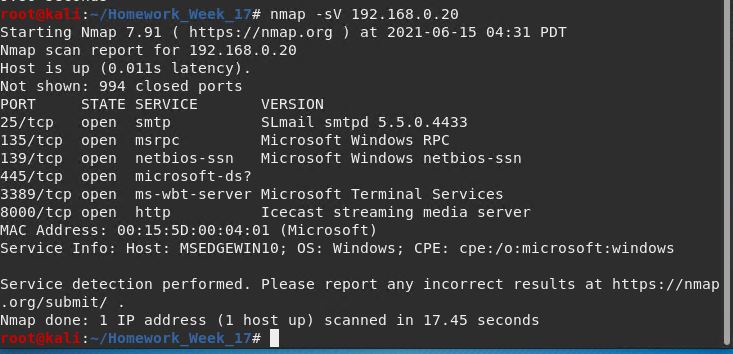 root@kali:~/Homework_Week_17# nmap -sV 192.168.0.20
Starting Nmap 7.91 ( https://nmap.org ) at 2021-06-15 04:31 PDT
Nmap scan report for 192.168.0.20
Host is up (0.011s latency).
Not shown: 994 closed ports
PORT     STATE SERVICE       VERSION
25/tcp   open  smtp          SLmail smtpd 5.5.0.4433
135/tcp  open  msrpc         Microsoft Windows RPC
139/tcp  open  netbios-ssn   Microsoft Windows netbios-ssn
445/tcp  open  microsoft-ds?
3389/tcp open  ms-wbt-server Microsoft Terminal Services
8000/tcp open  http          Icecast streaming media server
MAC Address: 00:15:5D:00:04:01 (Microsoft)
Service Info: Host: MSEDGEWIN10; OS: Windows; CPE: cpe:/o:microsoft:windows
Service detection performed. Please report any incorrect results at https://nmap
.org/submit/ .
Nmap done: 1 IP address (1 host up) scanned in 17.45 seconds
root@kali:~/Homework_Week_17#